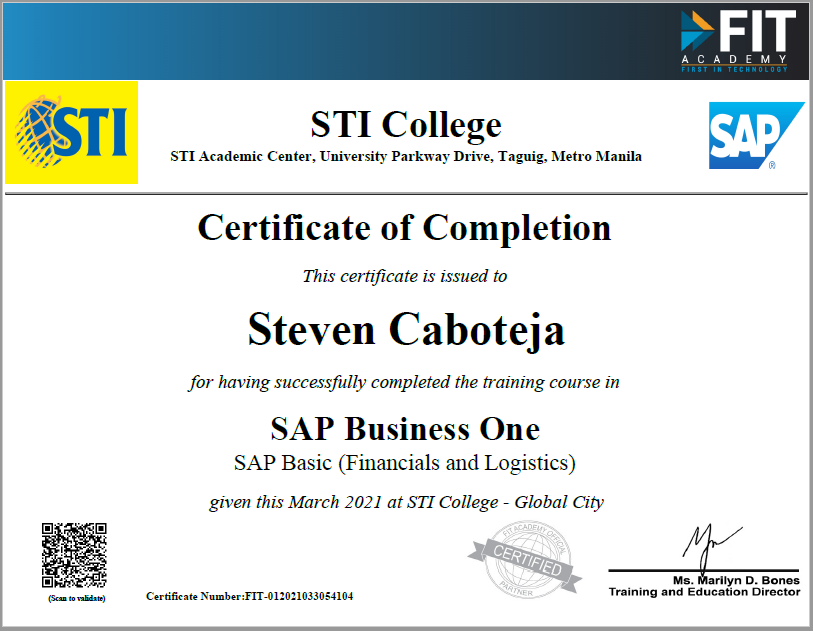 FIT
ACADEMY
FIRST IN TECHNOLOGY
STI
STI College
STI Academic Center, University Parkway Drive, Taguig, Metro Manila
SAP
®
Certificate of Completion
This certificate is issued to
Steven Caboteja
for having successfully completed the training course in
SAP Business One
SAP Basic (Financials and Logistics)
given this March 2021 at STI College - Global City
FIT ACADEMY OFFICIAL
CERTIFIED
PARTNER
Ms. Marilyn D. Bones
Training and Education Director
(Scan to validate)
Certificate Number:FIT-012021033054104